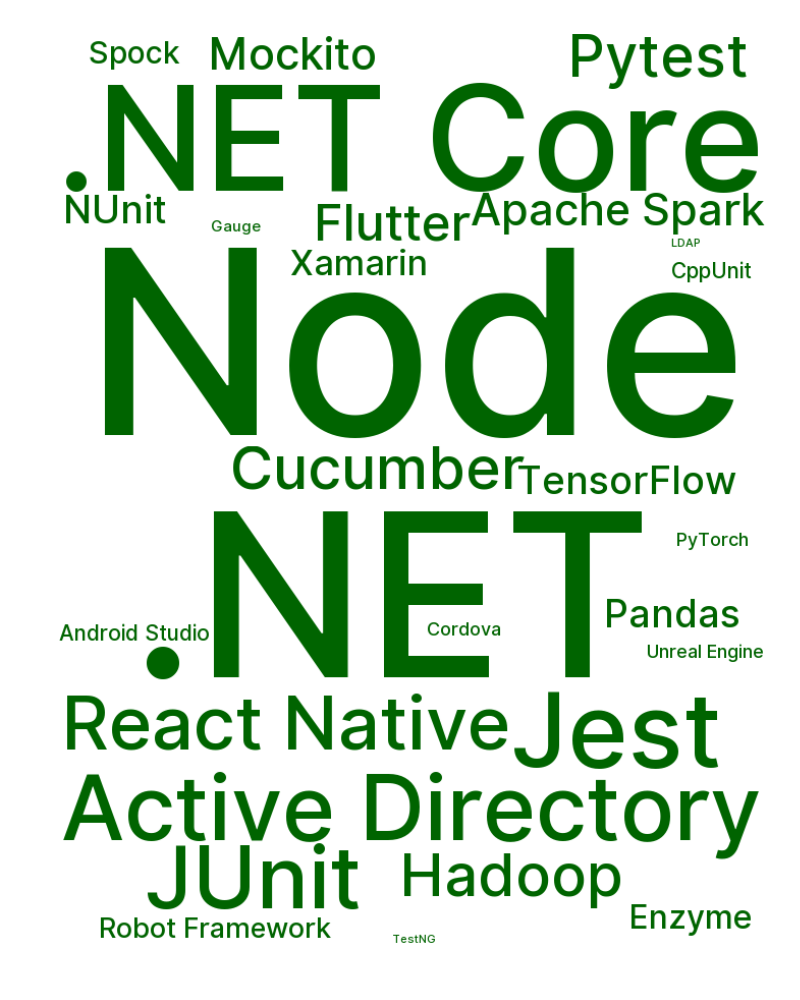 Spock
Mockito
Pytest
.NET Core
NUnit
Gauge
Flutter
Apache Spark
LDAP
Xamarin
CppUnit
Node
Cucumber
TensorFlow
.NET
PyTorch
Pandas
Android Studio
Cordova
Unreal Engine
React Native
Jest
Active Directory
JUnit
Hadoop
Enzyme
Robot Framework
TestNG